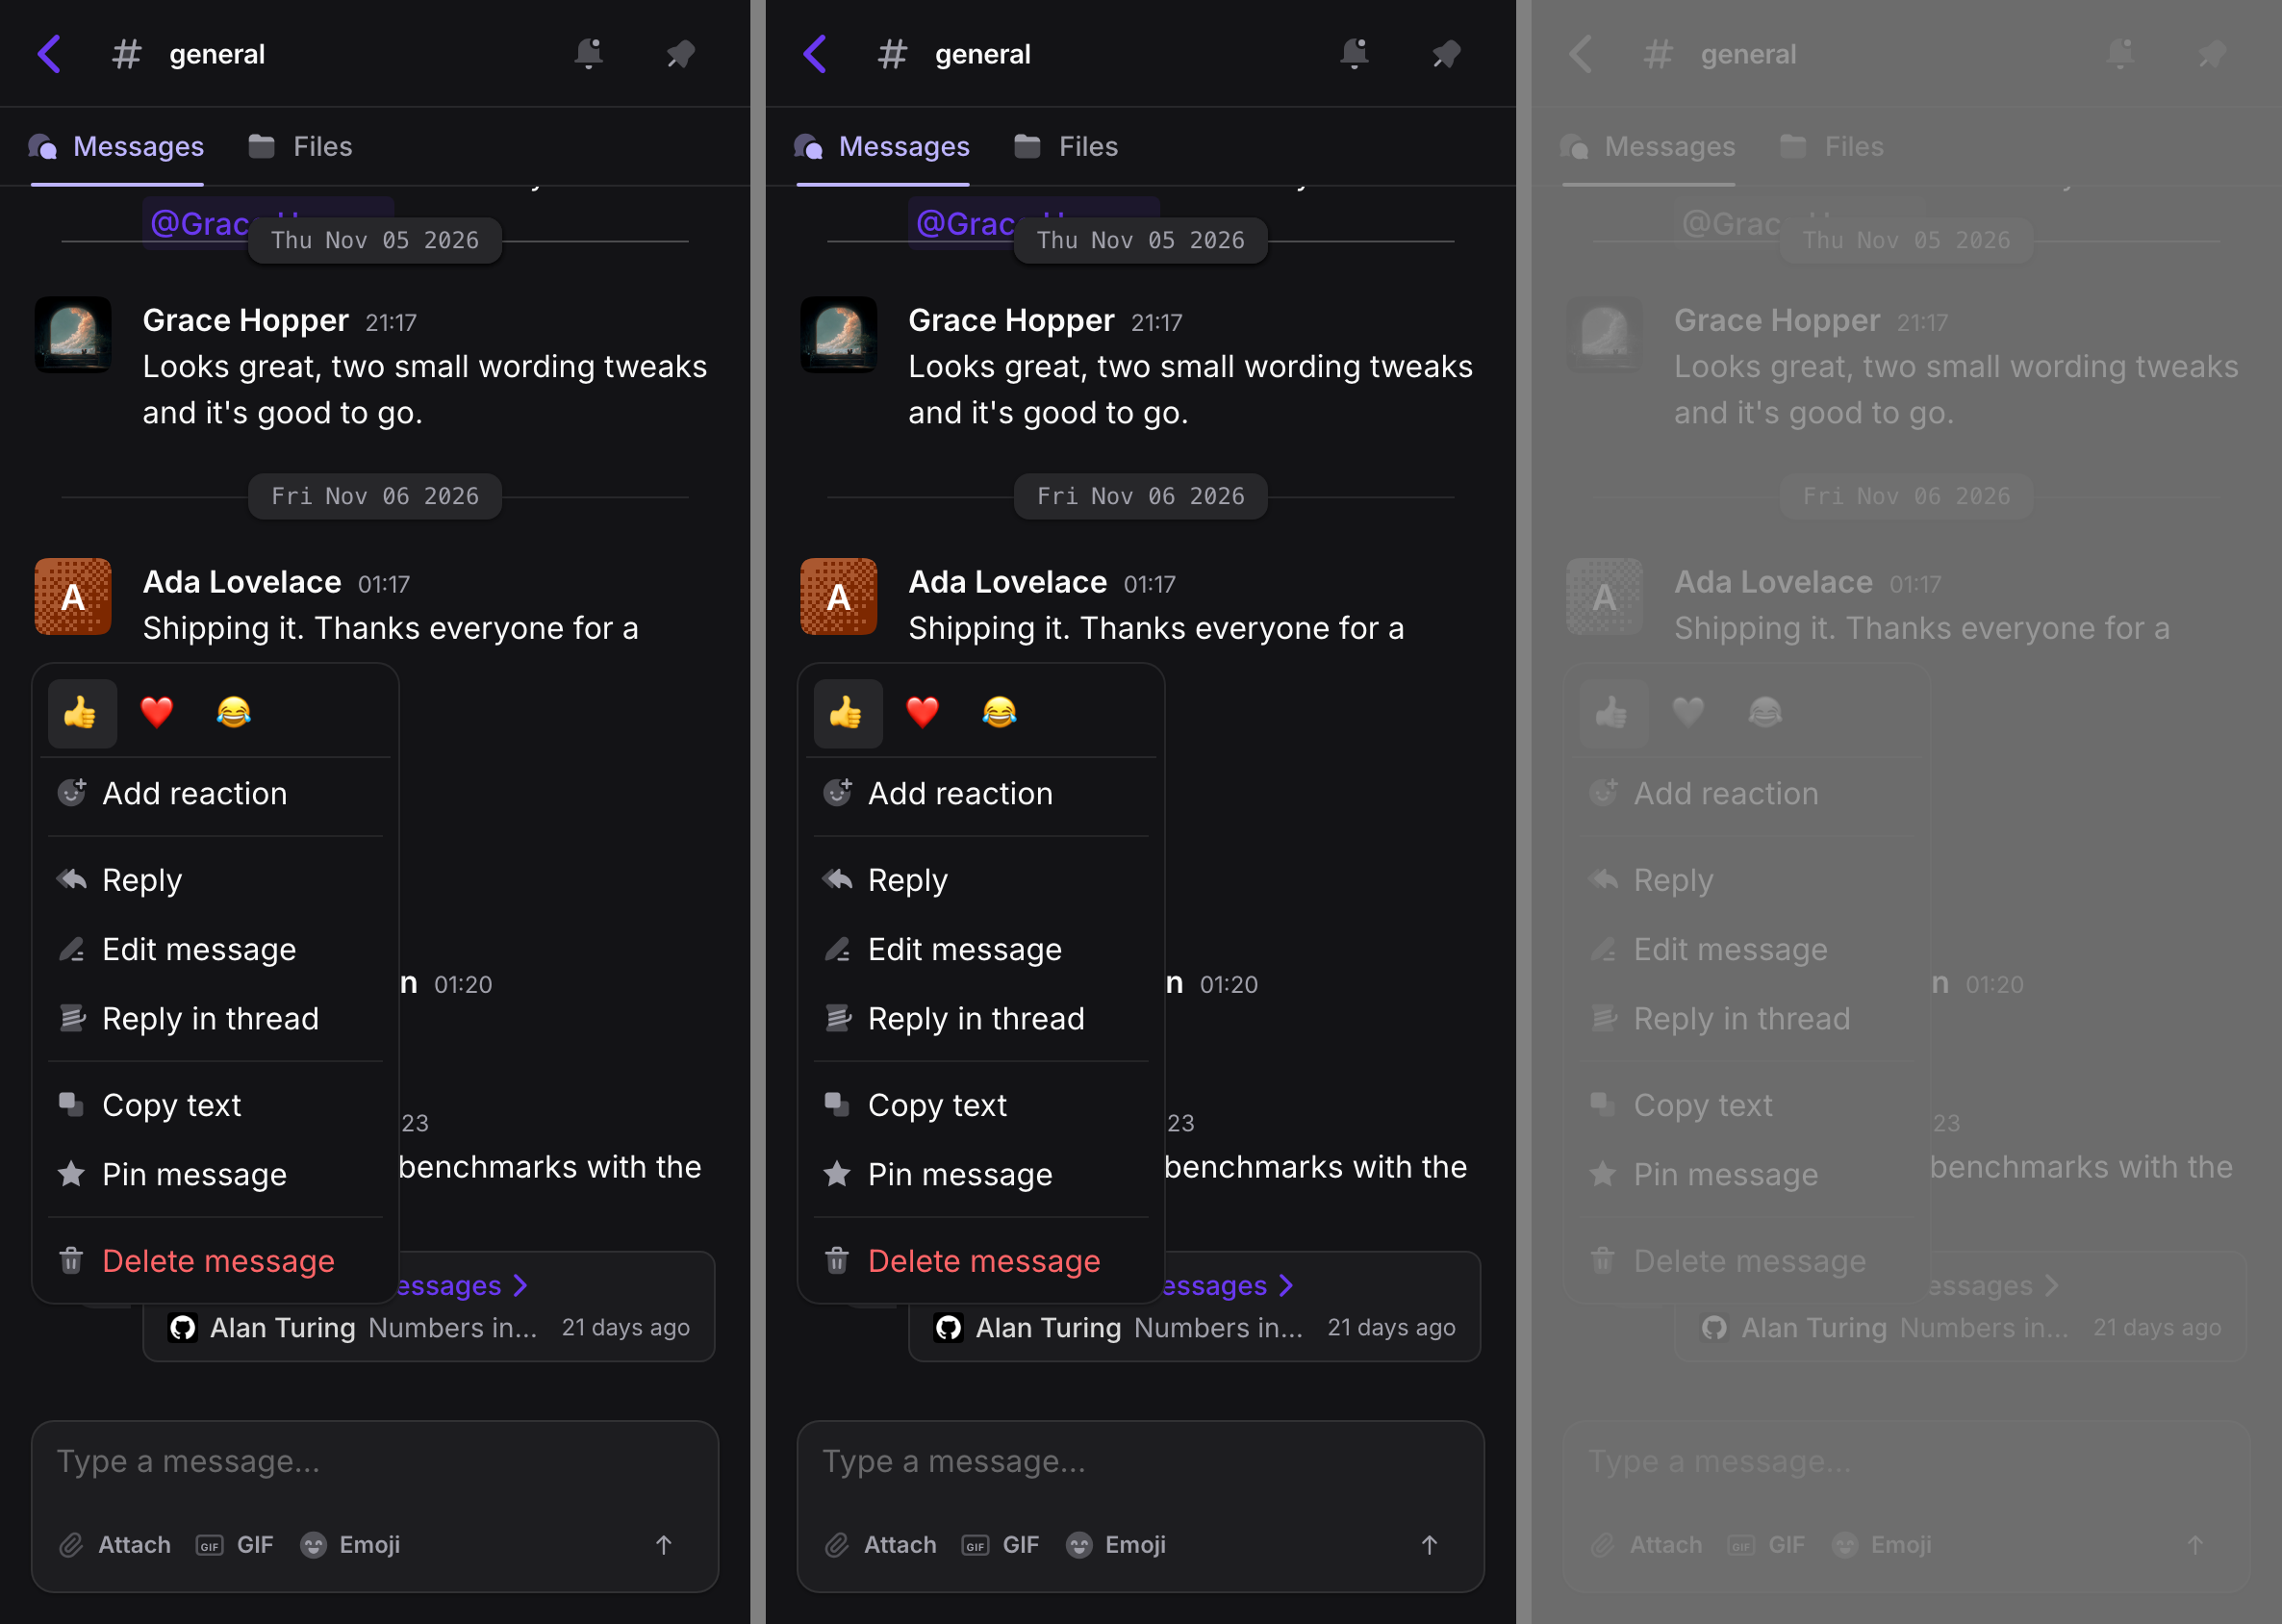 general
Messages
Files
@Grac
Thu Nov 05 2026
Grace Hopper 21:17
Looks great, two small wording tweaks
and it's good to go.
Fri Nov 06 2026
A
Ada Lovelace 01:17
Shipping it. Thanks everyone for a
Add reaction
Reply
Edit message
n 01:20
Reply in thread
Copy text
23
benchmarks with the
Pin message
Delete message
essages
Alan Turing Numbers in... 21 days ago
Type a message...
Attach
GIF GIF
Emoji
general
Messages
Files
@Grac
Thu Nov 05 2026
Grace Hopper 21:17
Looks great, two small wording tweaks
and it's good to go.
Fri Nov 06 2026
A
Ada Lovelace 01:17
Shipping it. Thanks everyone for a
Add reaction
Reply
Edit message
n 01:20
Reply in thread
Copy text
23
benchmarks with the
Pin message
Delete message
essages
Alan Turing Numbers in... 21 days ago
Type a message...
Attach
GIF GIF
Emoji
general
Messages
Files
@Grac
Thu Nov 05 2026
Grace Hopper 21:17
Looks great, two small wording tweaks
and it's good to go.
Fri Nov 06 2026
A
Ada Lovelace 01:17
Shipping it. Thanks everyone for a
Add reaction
Reply
Edit message
n 01:20
Reply in thread
Copy text
23
benchmarks with the
Pin message
Delete message
essages
Alan Turing Numbers in... 21 days ago
Type a message...
Attach
GIF GIF
Emoji